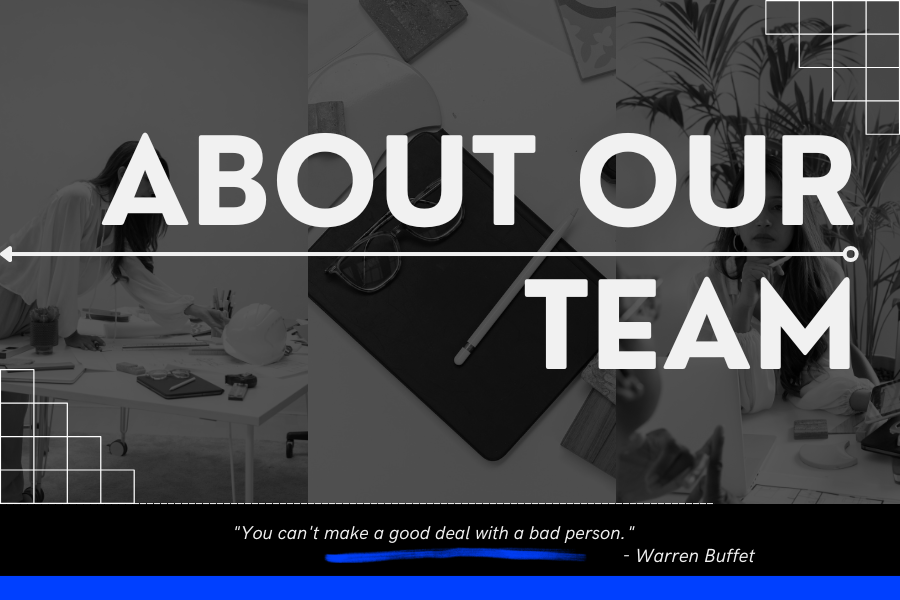 ABOUT OUR
TEAM
"You can't make a good deal with a bad person."
- Warren Buffet